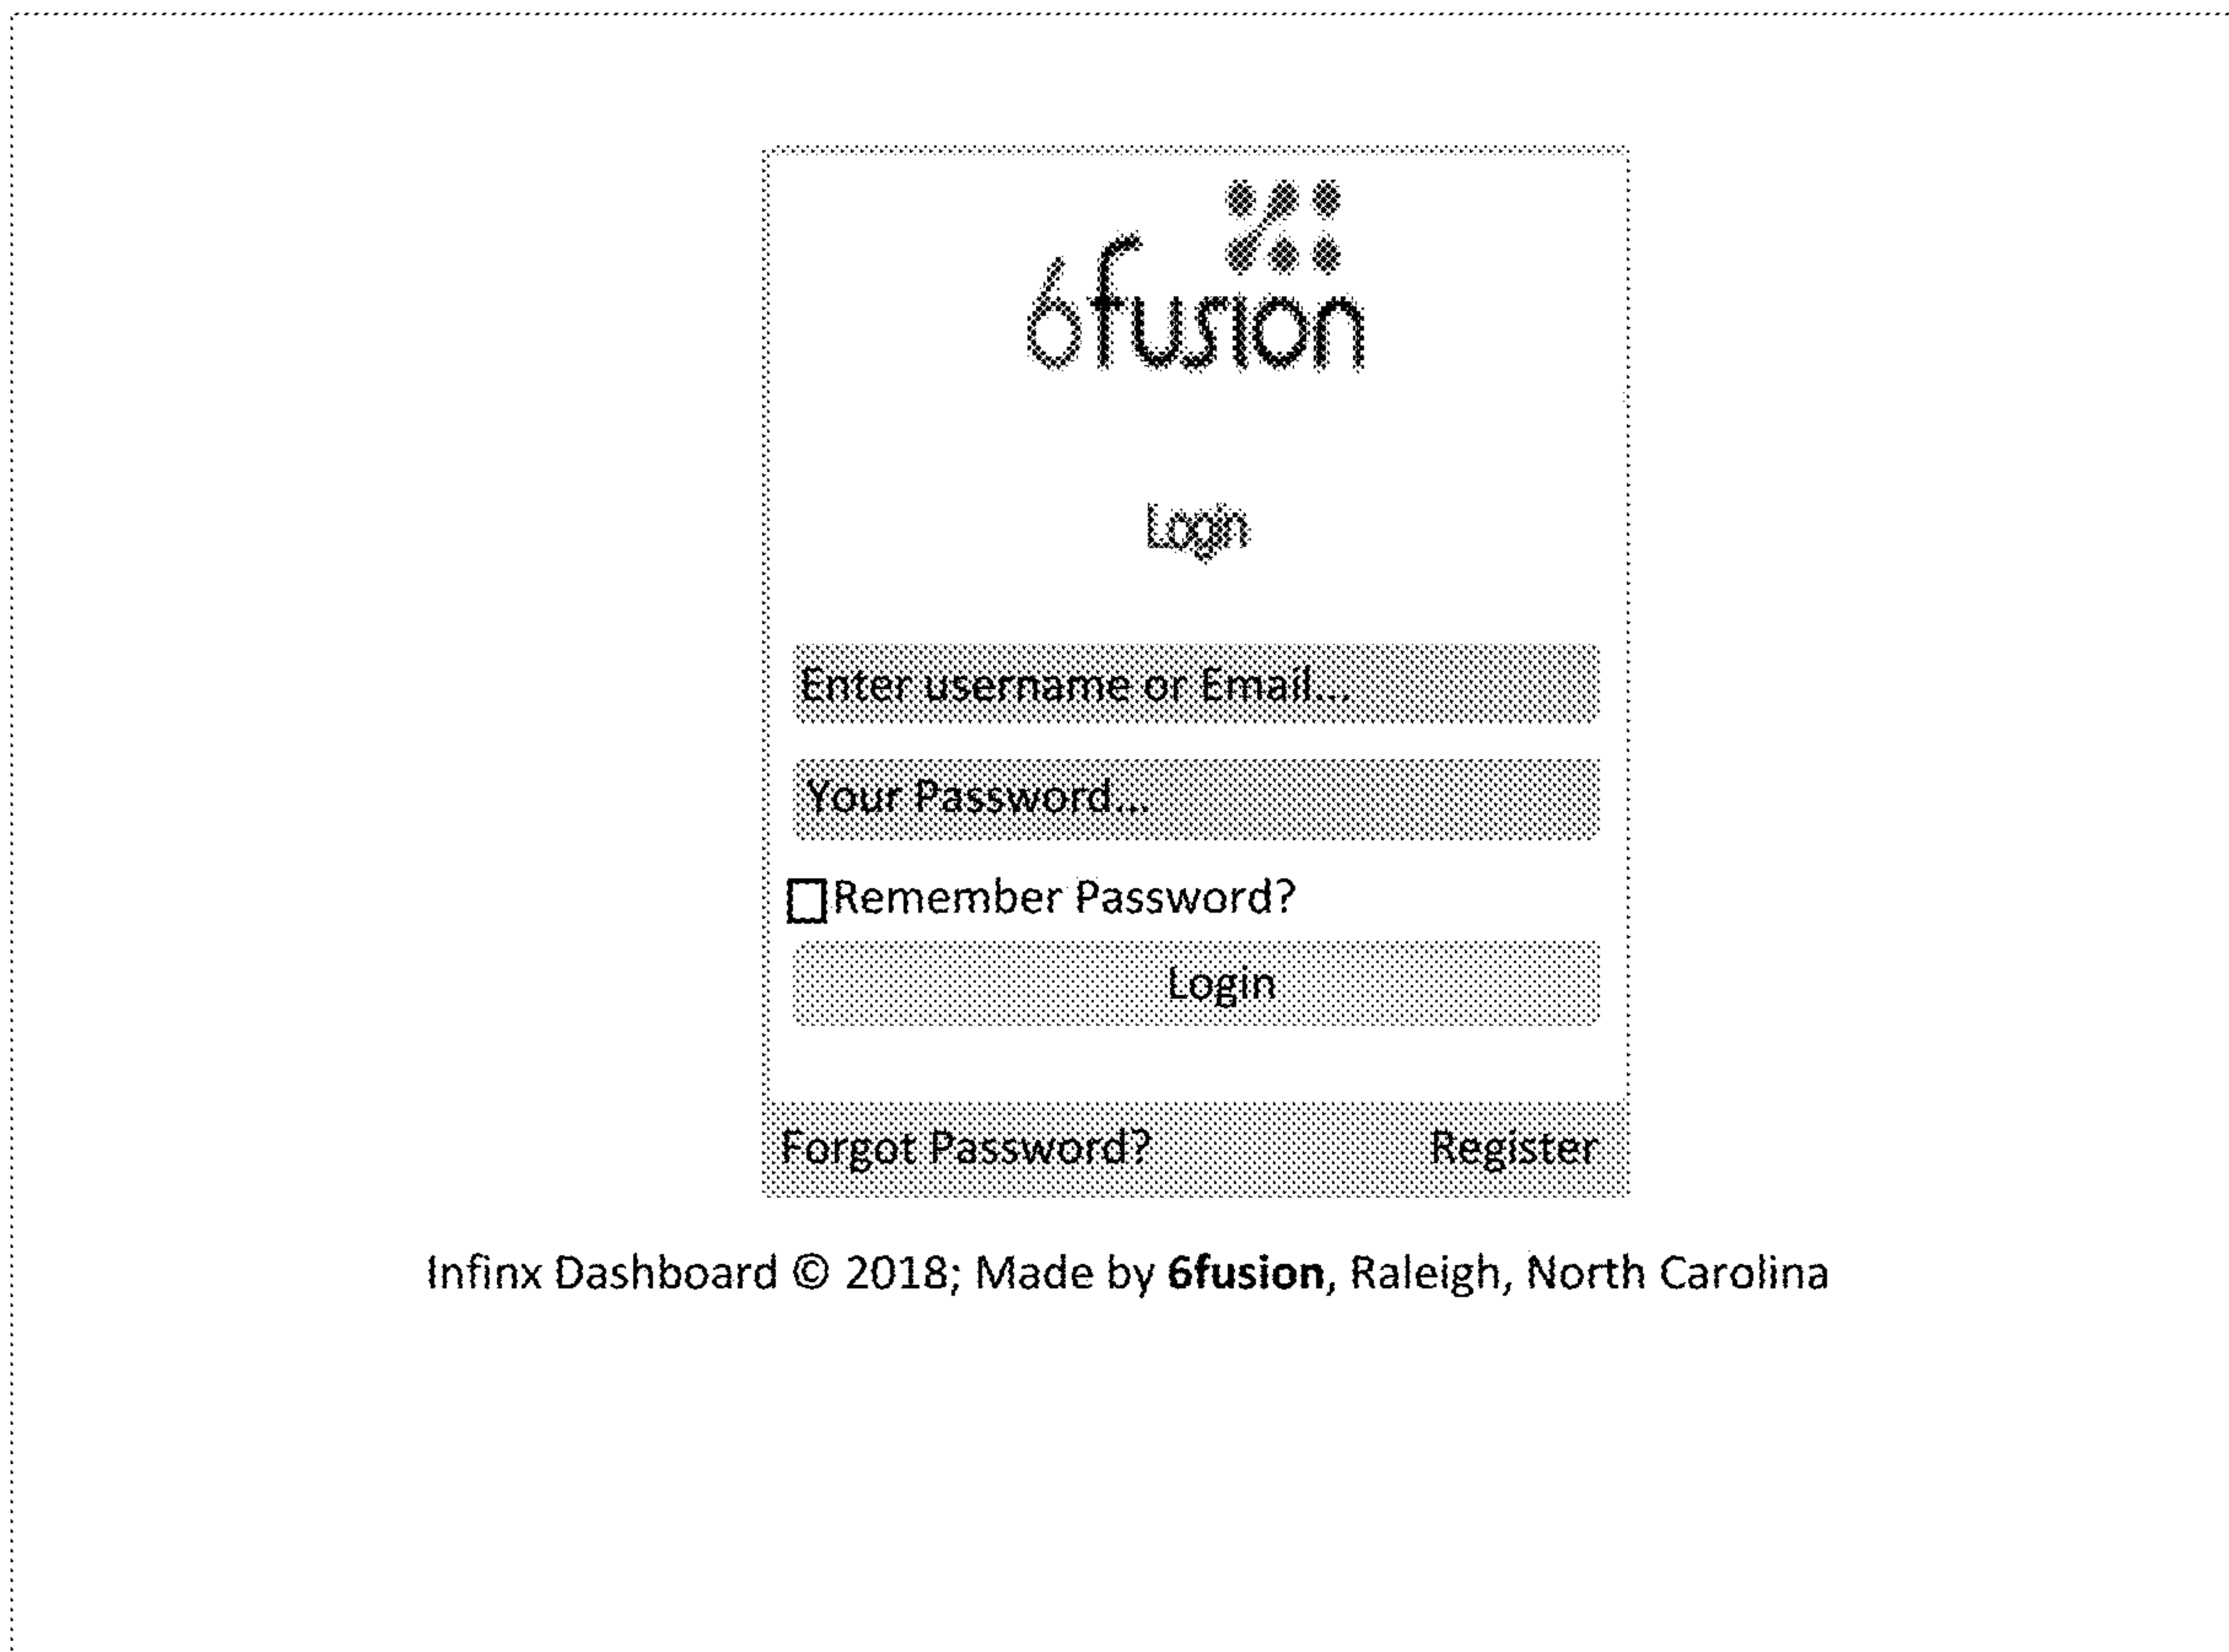 6fusion
Login
Enter username or Email...
Your Password...
Remember Password?
Login
Forgot Password? Register
Infinx Dashboard © 2018; Made by 6fusion, Raleigh, North Carolina